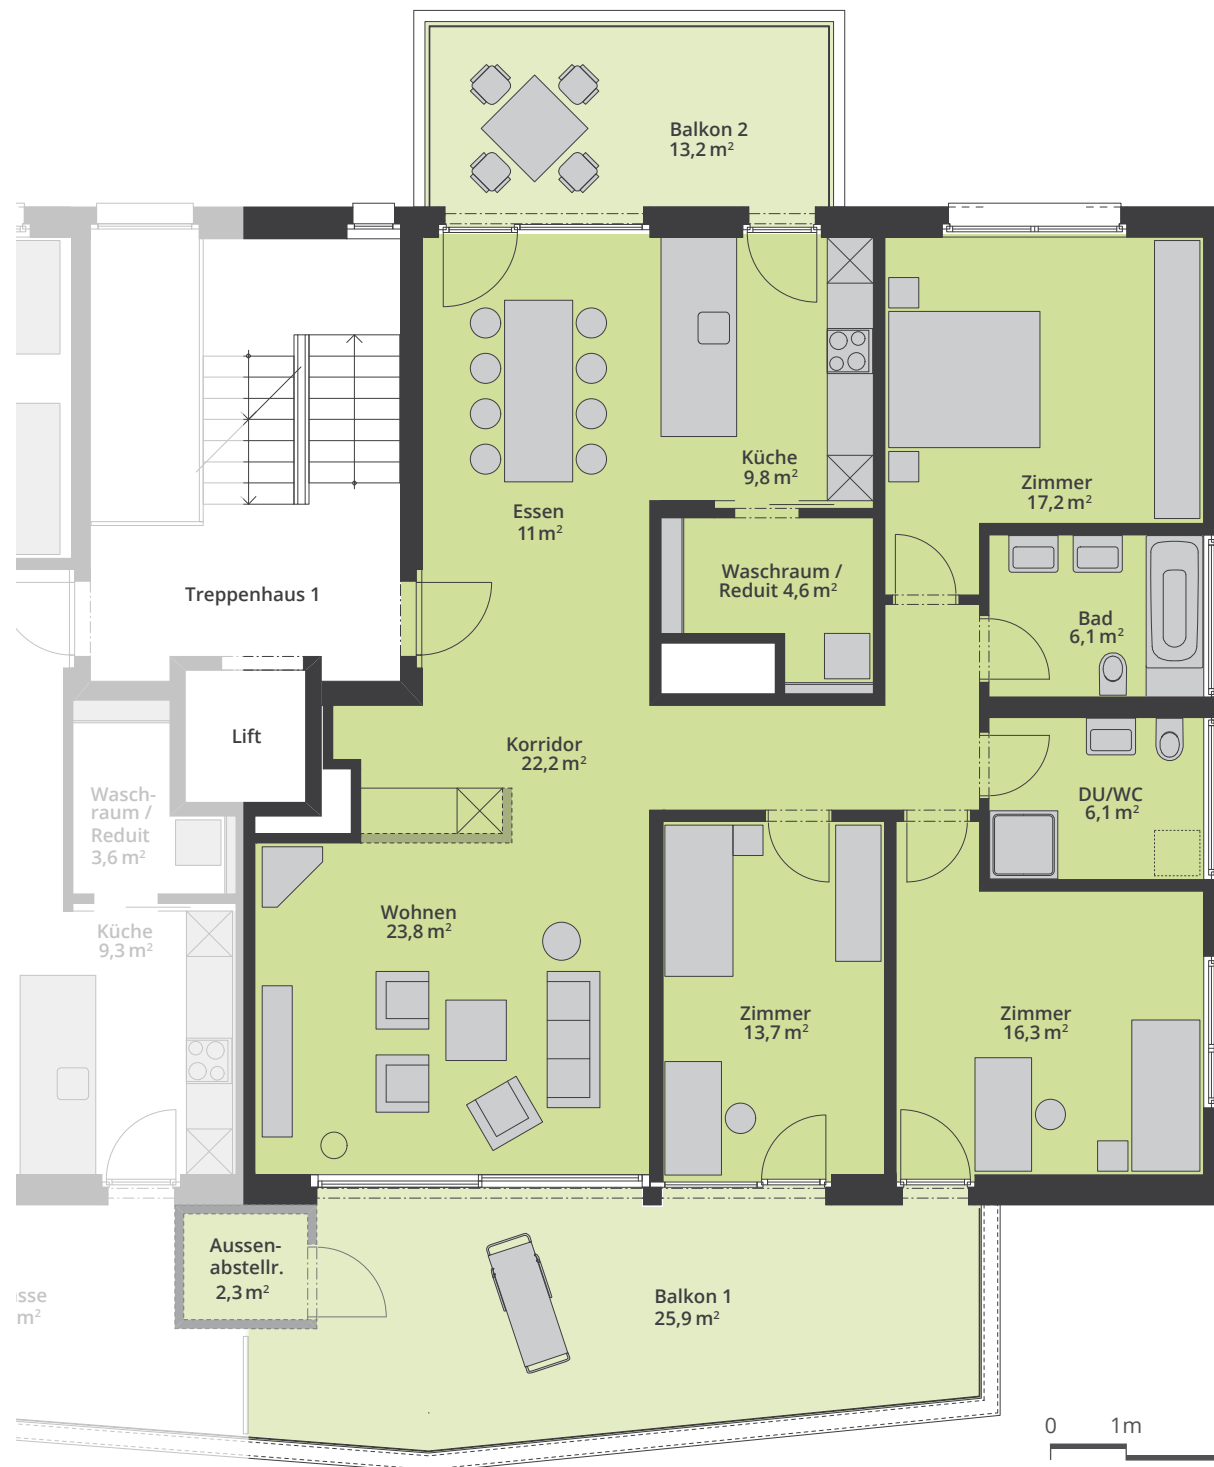 Balkon 2
13,2 m²
Küche
9,8 m²
Zimmer
17,2 m²
Essen
11 m²
Waschraum /
Reduit 4,6 m²
Treppenhaus 1
Bad
6,1 m²
Lift
Korridor
22,2 m²
Wasch-
raum /
Reduit
3,6 m²
DU/WC
6,1 m²
Wohnen
23,8 m²
Küche
9,3 m²
Zimmer
13,7 m²
Zimmer
16,3 m²
Aussen-
abstellr.
2,3 m²
Balkon 1
25,9 m²
m²
0 1m